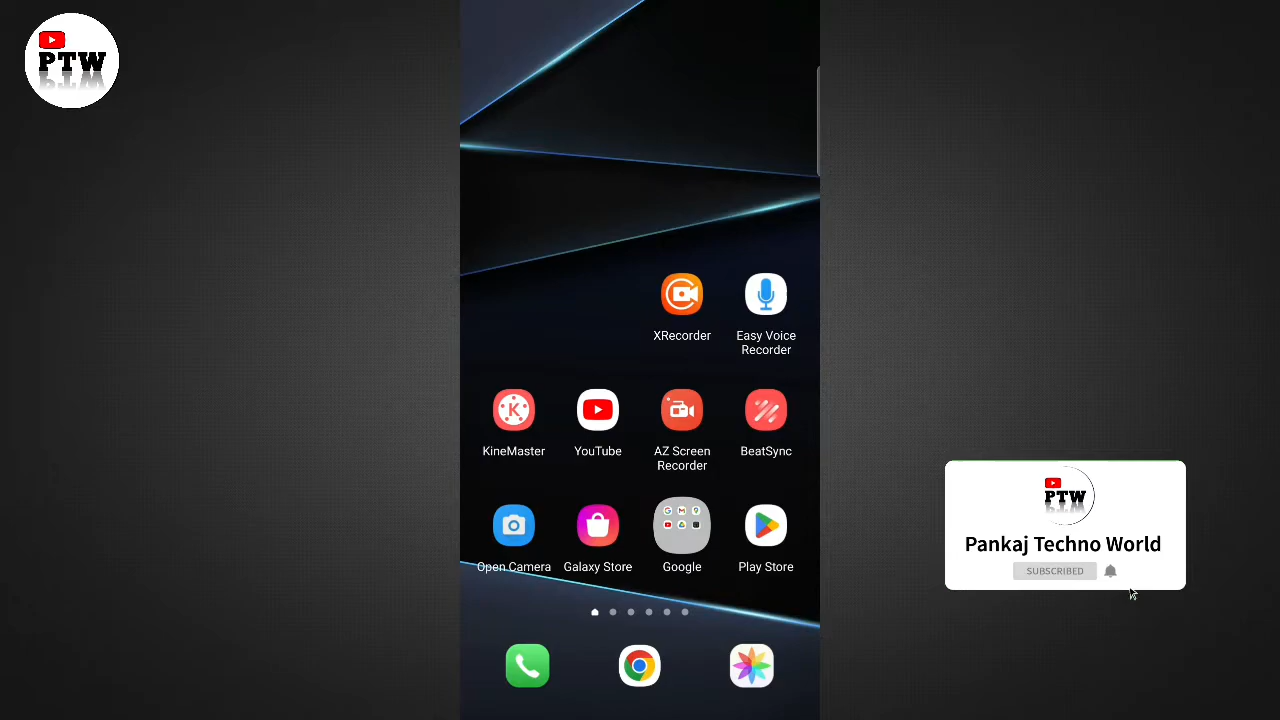 PTW
XRecorder
Easy Voice
Recorder
KineMaster
YouTube
AZ Screen
Recorder
BeatSync
Open Camera
Galaxy Store
Google
Play Store
PTW
Pankaj Techno World
SUBSCRIBED